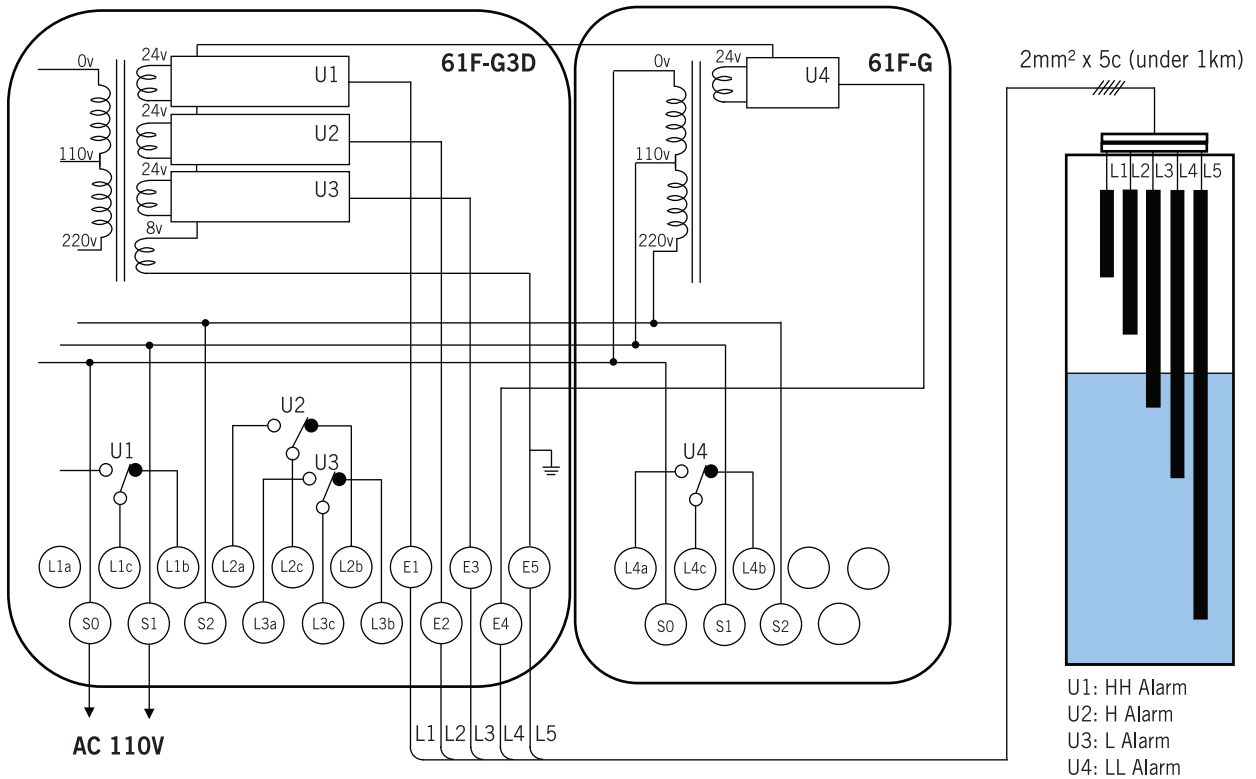 61F-G3D
0v
110v
220v
24v
24v
24v
8v
U1
U2
U3
61F-G
0v
110v
220v
24v
U4
2mm² x 5c (under 1km)
L1 L2 L3 L4 L5
U1
U2
U3
U4
L1a
L1c
L1b
L2a
L2c
L2b
E1
E3
E5
S0
S1
S2
L3a
L3c
L3b
E2
E4
L4a
L4c
L4b
S0
S1
S2
AC 110V
L1 L2 L3 L4 L5
U1: HH Alarm
U2: H Alarm
U3: L Alarm
U4: LL Alarm